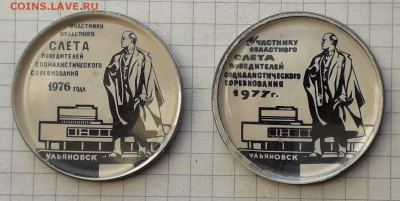 COINS.LAVE.RU
УЧАСТНИКУ
ОБЛАСТНОГО
СЛЕТА
ПОБЕДИТЕЛЕЙ
СОЦИАЛИСТИЧЕСКОГО
СОРЕВНОВАНИЯ
1976 ГОДА
УЛЬЯНОВСК
УЧАСТНИКУ
ОБЛАСТНОГО
СЛЕТА
ПОБЕДИТЕЛЕЙ
СОЦИАЛИСТИЧЕСКОГО
СОРЕВНОВАНИЯ
1977 г.
УЛЬЯНОВСК